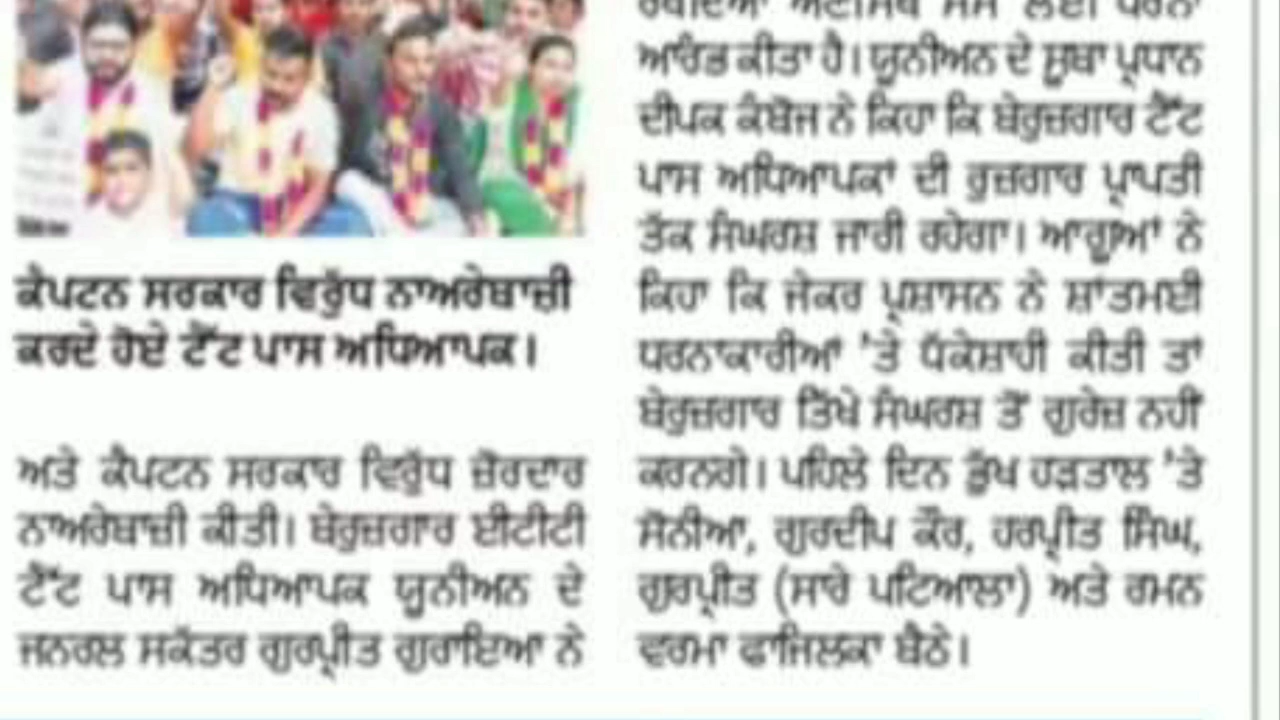 ਕੈਪਟਨ ਸਰਕਾਰ ਵਿਰੁੱਧ ਨਾਅਰੇਬਾਜ਼ੀ
ਕਰਦੇ ਹੋਏ ਟੈੱਟ ਪਾਸ ਅਧਿਆਪਕ।
ਅਤੇ ਕੈਪਟਨ ਸਰਕਾਰ ਵਿਰੁੱਧ ਜ਼ੋਰਦਾਰ
ਨਾਅਰੇਬਾਜ਼ੀ ਕੀਤੀ। ਬੇਰੁਜ਼ਗਾਰ ਈਟੀਟੀ
ਟੈੱਟ ਪਾਸ ਅਧਿਆਪਕ ਯੂਨੀਅਨ ਦੇ
ਜਨਰਲ ਸਕੱਤਰ ਗੁਰਪ੍ਰੀਤ ਗੁਰਾਇਆ ਨੇ
ਆਰੰਭ ਕੀਤਾ ਹੈ। ਯੂਨੀਅਨ ਦੇ ਸੂਬਾ ਪ੍ਰਧਾਨ
ਦੀਪਕ ਕੰਬੋਜ ਨੇ ਕਿਹਾ ਕਿ ਬੇਰੁਜ਼ਗਾਰ ਟੈੱਟ
ਪਾਸ ਅਧਿਆਪਕਾਂ ਦੀ ਰੁਜ਼ਗਾਰ ਪ੍ਰਾਪਤੀ
ਤੱਕ ਸੰਘਰਸ਼ ਜਾਰੀ ਰਹੇਗਾ। ਆਗੂਆਂ ਨੇ
ਕਿਹਾ ਕਿ ਜੇਕਰ ਪ੍ਰਸ਼ਾਸਨ ਨੇ ਸ਼ਾਂਤਮਈ
ਧਰਨਾਕਾਰੀਆਂ 'ਤੇ ਧੱਕੇਸ਼ਾਹੀ ਕੀਤੀ ਤਾਂ
ਬੇਰੁਜ਼ਗਾਰ ਤਿੱਖੇ ਸੰਘਰਸ਼ ਤੋਂ ਗੁਰੇਜ਼ ਨਹੀਂ
ਕਰਨਗੇ। ਪਹਿਲੇ ਦਿਨ ਭੁੱਖ ਹੜਤਾਲ 'ਤੇ
ਸੋਨੀਆ, ਗੁਰਦੀਪ ਕੌਰ, ਹਰਪ੍ਰੀਤ ਸਿੰਘ,
ਗੁਰਪ੍ਰੀਤ (ਸਾਰੇ ਪਟਿਆਲਾ) ਅਤੇ ਰਮਨ
ਵਰਮਾ ਫਾਜਿਲਕਾ ਬੈਠੇ।